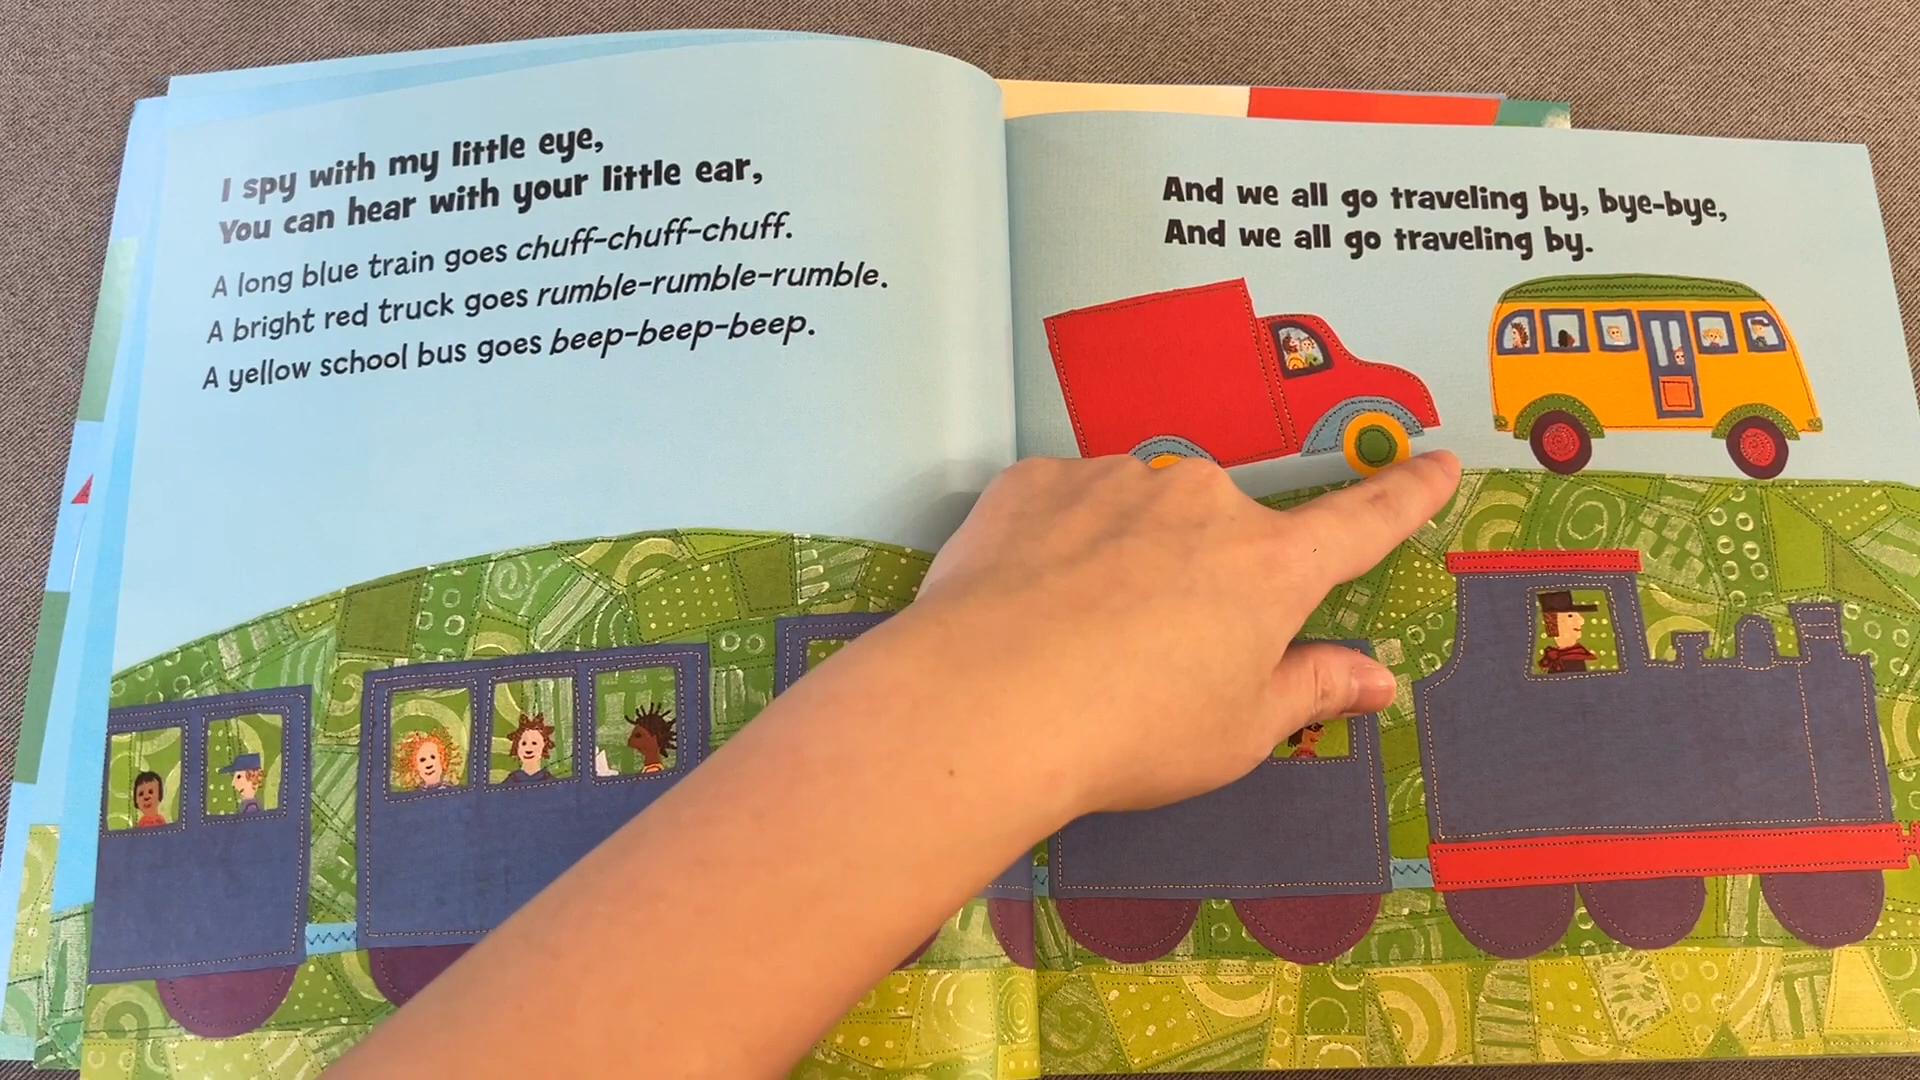 I spy with my little eye,
You can hear with your little ear,
A long blue train goes chuff-chuff-chuff.
A bright red truck goes rumble-rumble-rumble.
A yellow school bus goes beep-beep-beep.
And we all go traveling by, bye-bye,
And we all go traveling by.